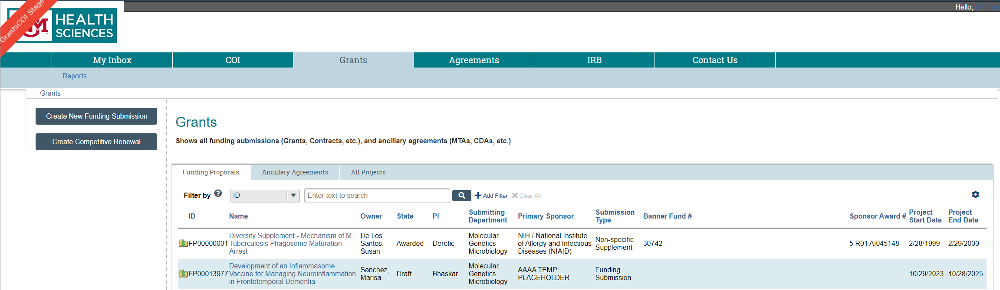 Hello,
GrantsCOI Stage
HEALTH
SCIENCES
My Inbox COI Grants Agreements IRB Contact Us
Reports
Grants
Create New Funding Submission
Create Competitive Renewal
Grants
Shows all funding submissions (Grants, Contracts, etc.), and ancillary agreements (MTAs, CDAs, etc.)
Funding Proposals Ancillary Agreements All Projects
Filter by ? ID Enter text to search Add Filter Clear All
ID Name Owner State PI Submitting Department Primary Sponsor Submission Type Banner Fund # Sponsor Award # Project Start Date Project End Date
FP00000001 Diversity Supplement - Mechanism of M. Tuberculosis Phagosome Maturation Arrest De Los Santos, Susan Awarded Deretic Molecular Genetics Microbiology NIH / National Institute of Allergy and Infectious Diseases (NIAID) Non-specific Supplement 30742 5 R01 AI045148 2/28/1999 2/29/2000
FP00013977 Development of an Inflammasome Vaccine for Managing Neuroinflammation in Frontotemporal Dementia Sanchez, Marisa Draft Bhaskar Molecular Genetics Microbiology AAAA TEMP PLACEHOLDER Funding Submission 10/29/2023 10/28/2025